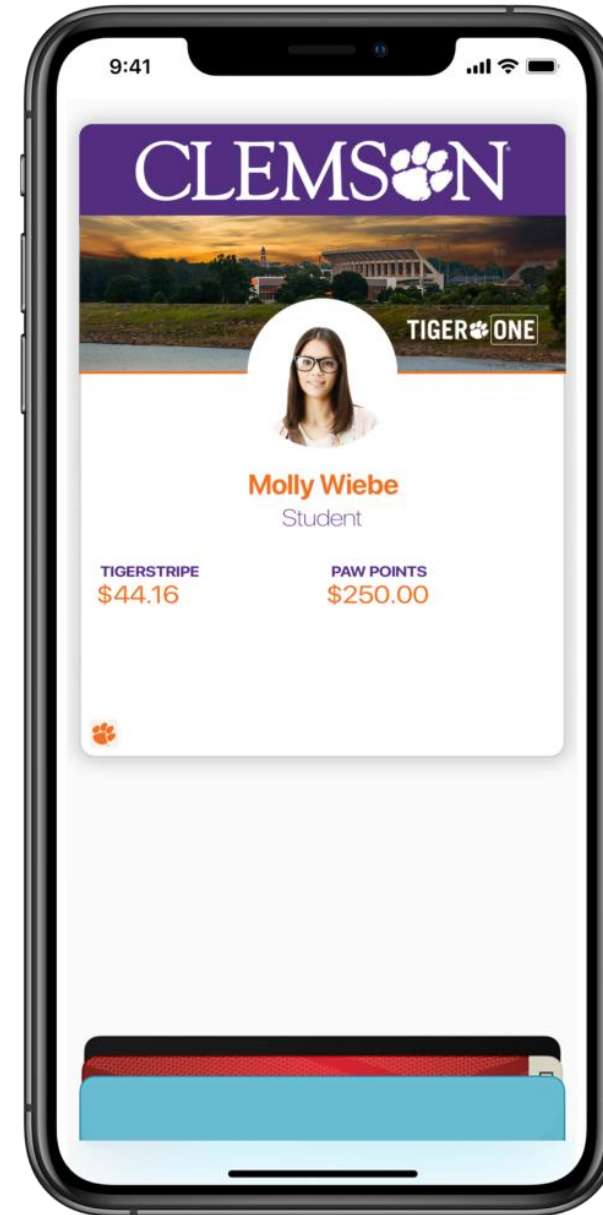 9:41
CLEMSON
TIGER ONE
Molly Wiebe
Student
TIGERSTRIPE PAW POINTS
$44.16 $250.00